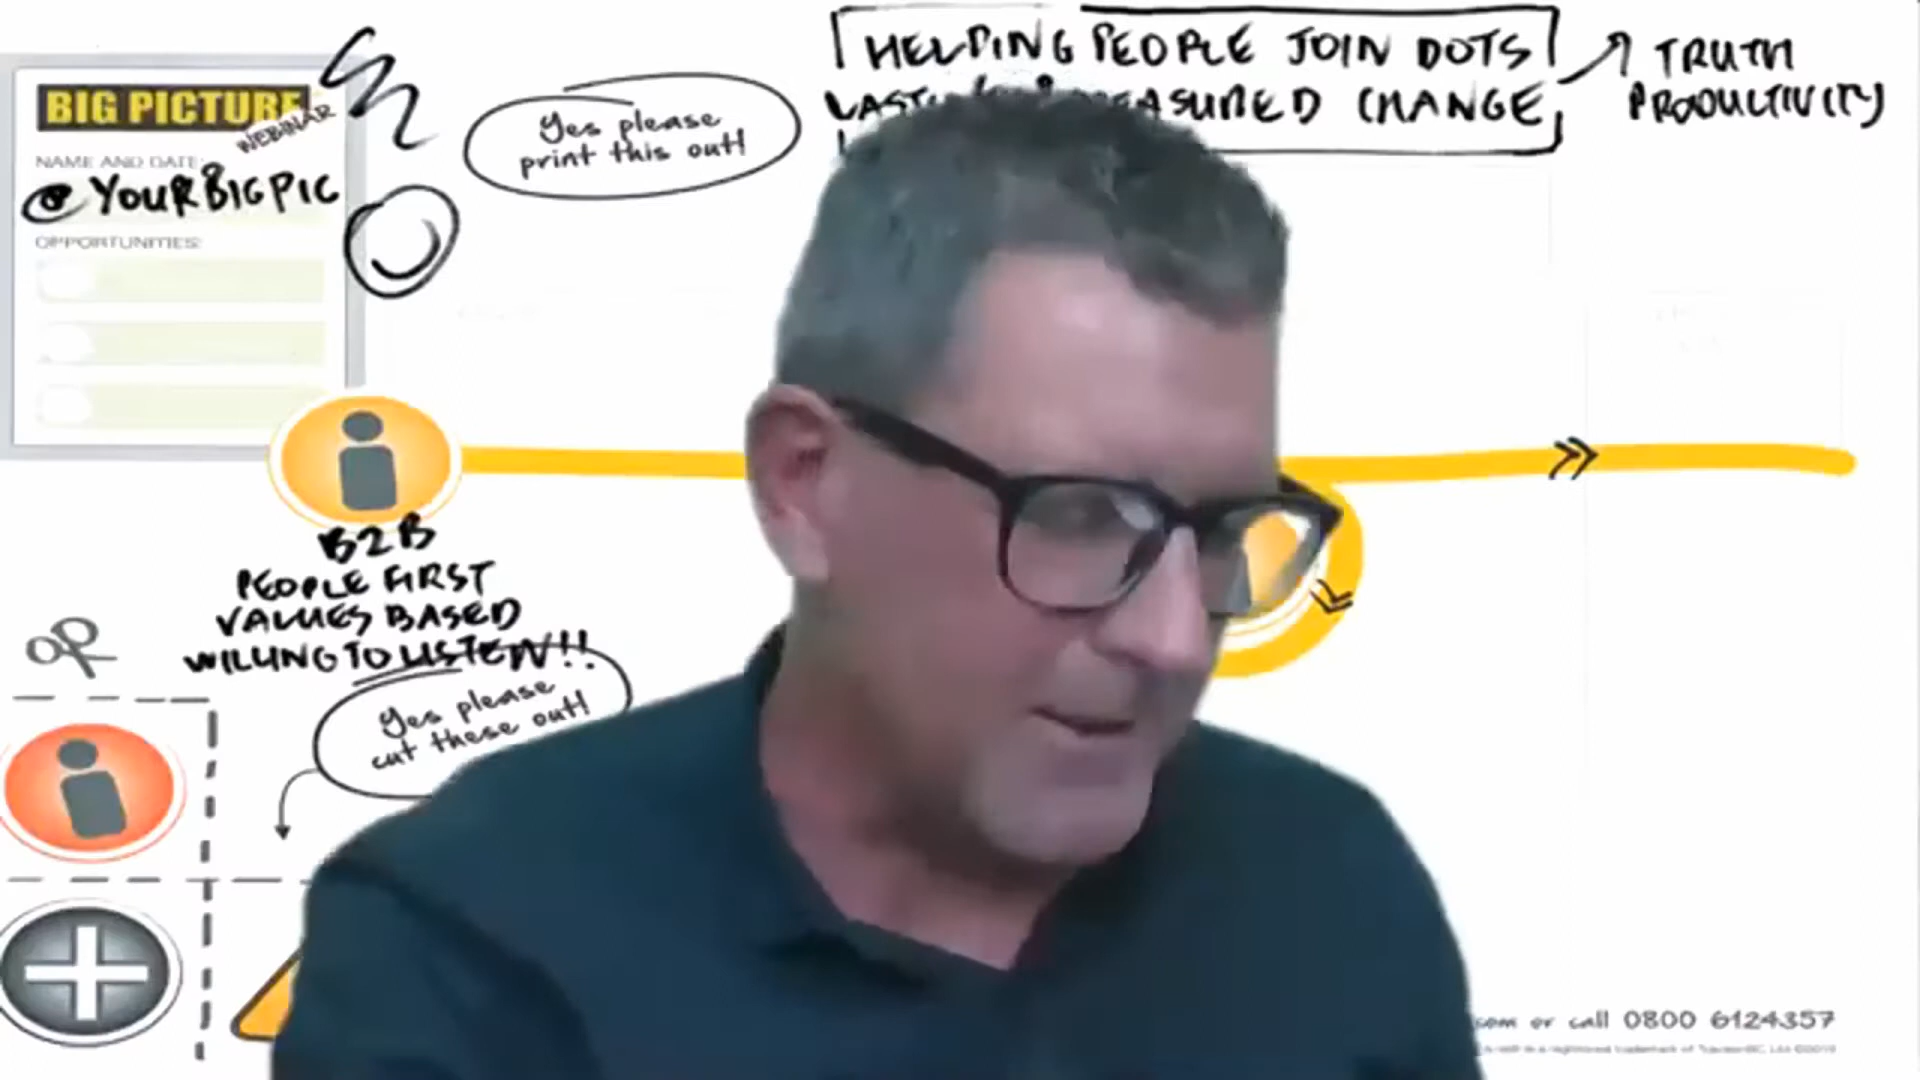 HELPING PEOPLE JOIN DOTS
MEASURED CHANGE
TRUTH
PRODUCTIVITY
BIG PICTURE
WEBINAR
NAME AND DATE:
@YOURBIGPIC
OPPORTUNITIES:
Yes please
print this out!
B2B
PEOPLE FIRST
VALUES BASED
WILLING TO LISTEN!!
Yes please
cut these out!
.com or call 0800 6124357